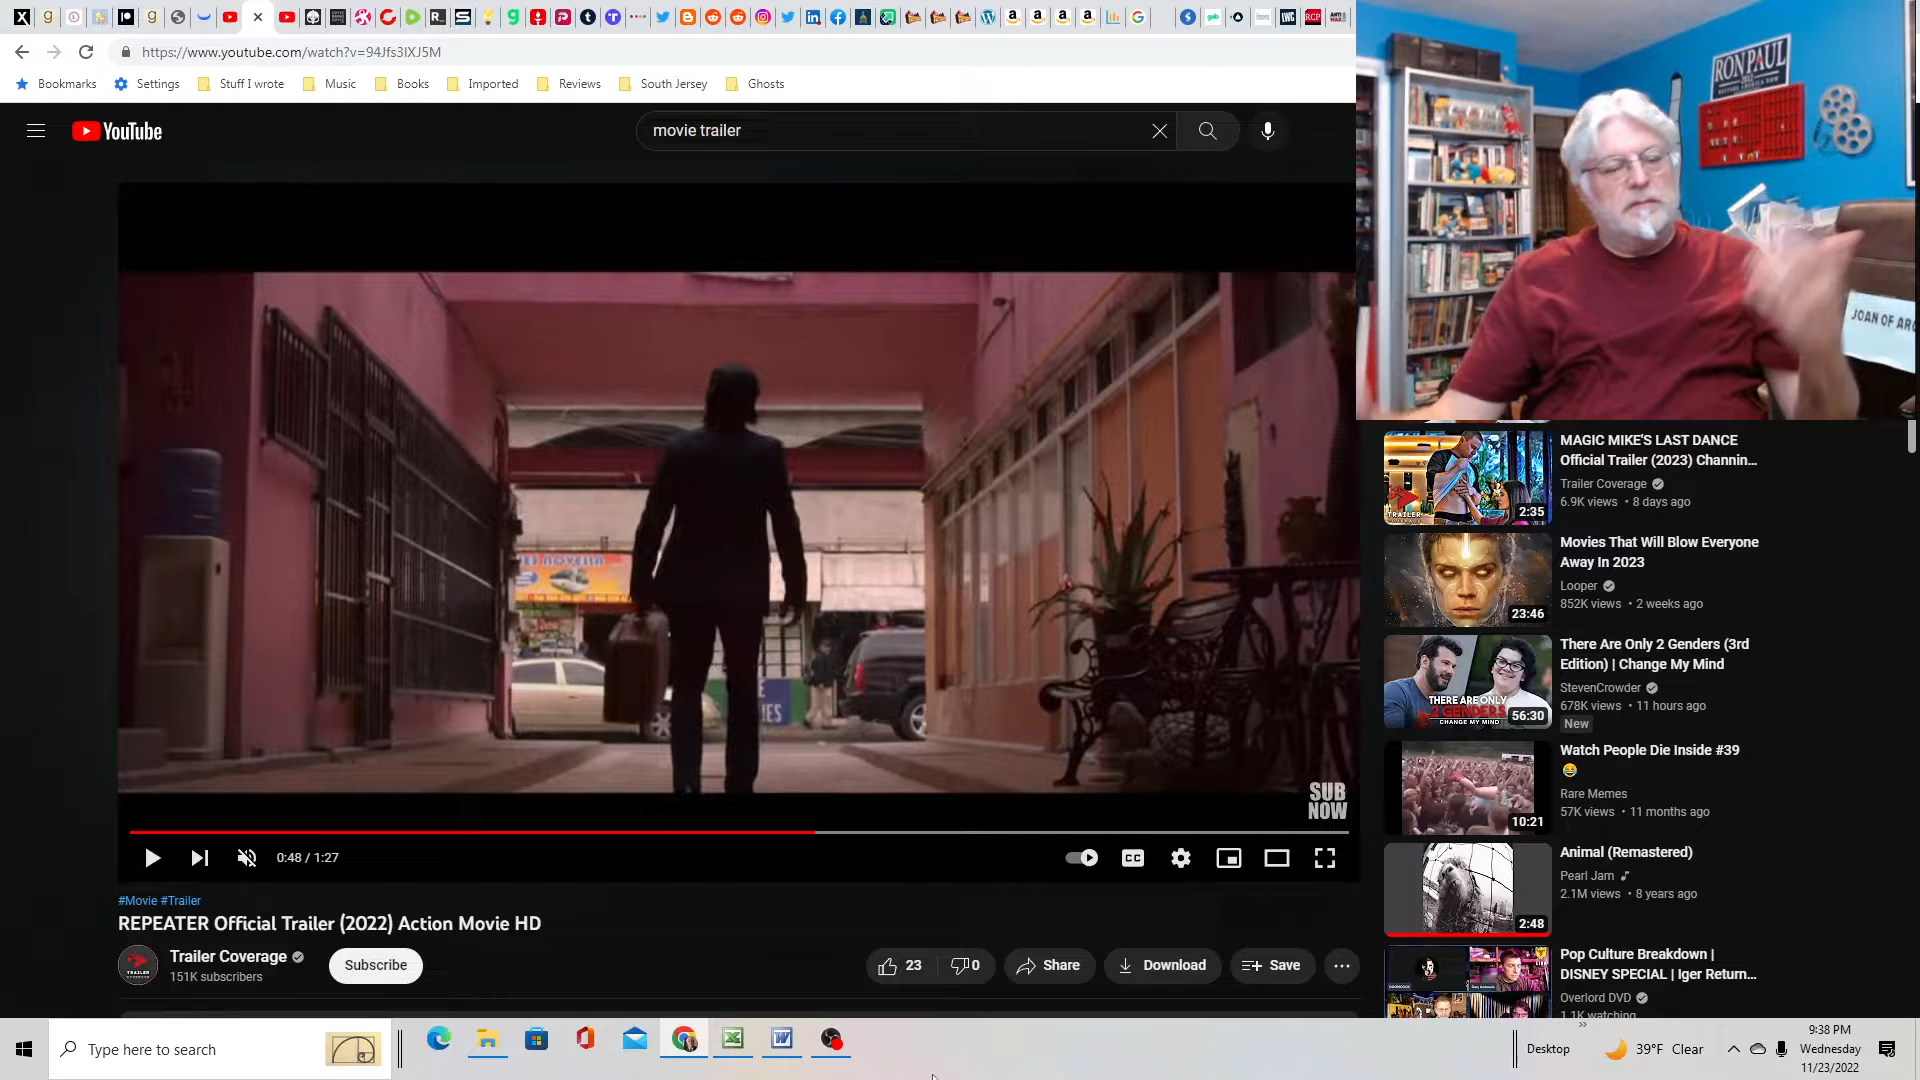 https://www.youtube.com/watch?v=94Jfs3lXJ5M
Bookmarks
Settings
Stuff I wrote
Music
Books
Imported
Reviews
South Jersey
Ghosts
YouTube
movie trailer
RON PAUL
JOAN OF ARC
SUB
NOW
0:48 / 1:27
CC
#Movie #Trailer
REPEATER Official Trailer (2022) Action Movie HD
Trailer Coverage
151K subscribers
Subscribe
23
0
Share
Download
Save
MAGIC MIKE'S LAST DANCE
Official Trailer (2023) Channin...
Trailer Coverage
6.9K views • 8 days ago
2:35
Movies That Will Blow Everyone
Away In 2023
Looper
852K views • 2 weeks ago
23:46
There Are Only 2 Genders (3rd
Edition) | Change My Mind
StevenCrowder
678K views • 11 hours ago
New
THERE ARE ONLY
2 GENDERS
CHANGE MY MIND
56:30
Watch People Die Inside #39
😂
Rare Memes
57K views • 11 months ago
10:21
Animal (Remastered)
Pearl Jam
2.1M views • 8 years ago
2:48
Pop Culture Breakdown |
DISNEY SPECIAL | Iger Return...
Overlord DVD
1.1K watching
Type here to search
Desktop
39°F Clear
9:38 PM
Wednesday
11/23/2022